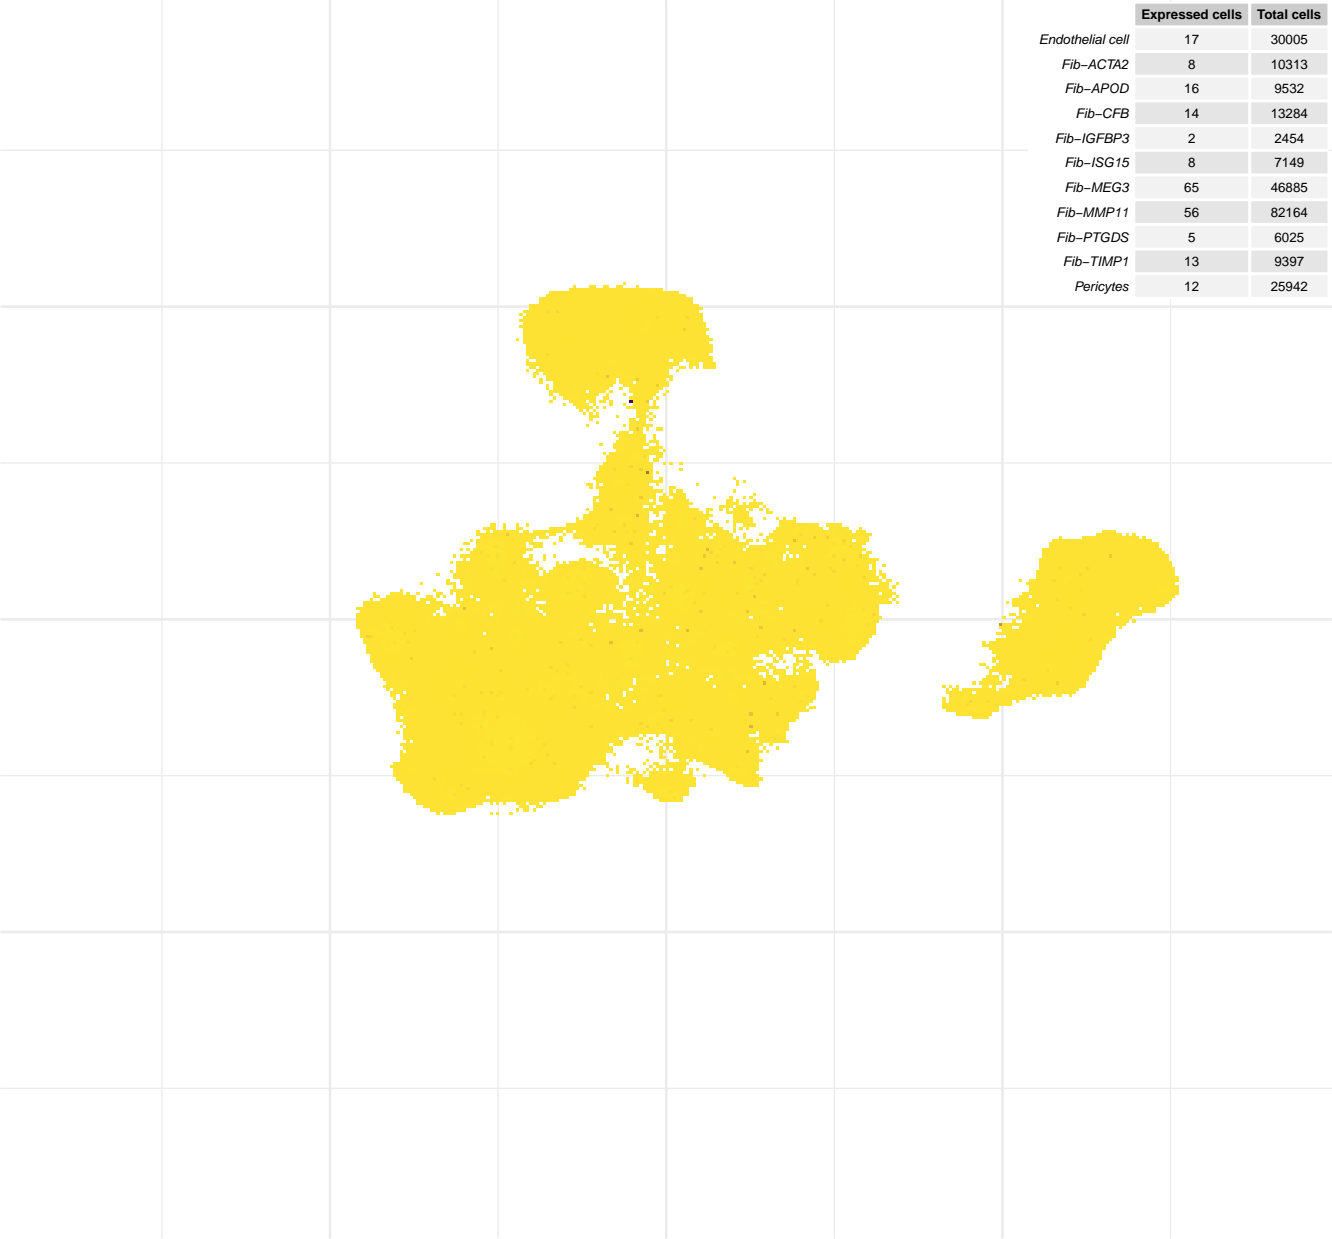 Expressed cells Total cells
Endothelial cell 17 30005
Fib−ACTA2 8 10313
Fib−APOD 16 9532
Fib−CFB 14 13284
Fib−IGFBP3 2 2454
Fib−ISG15 8 7149
Fib−MEG3 65 46885
Fib−MMP11 56 82164
Fib−PTGDS 5 6025
Fib−TIMP1 13 9397
Pericytes 12 25942